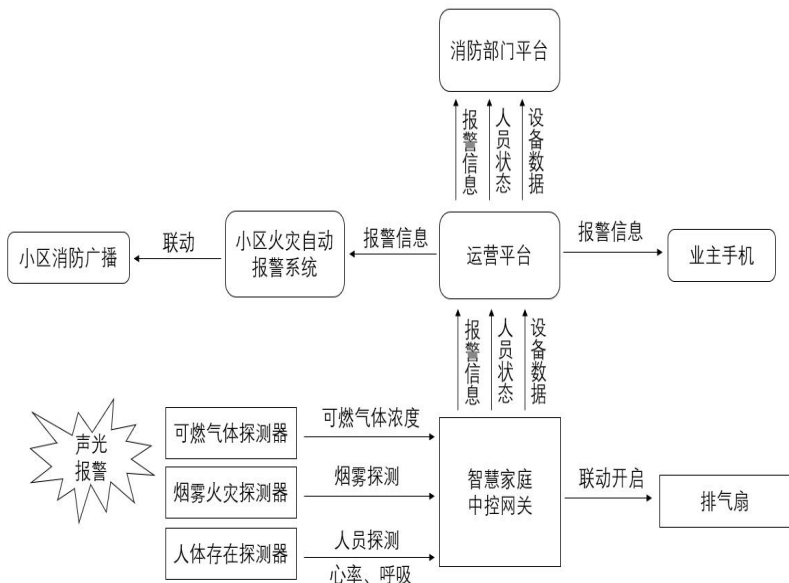 消防部门平台
报警信息
人员状态
设备数据
小区消防广播
联动
小区火灾自动
报警系统
报警信息
运营平台
报警信息
业主手机
报警信息
人员状态
设备数据
声光
报警
可燃气体探测器
可燃气体浓度
烟雾火灾探测器
烟雾探测
人体存在探测器
人员探测
心率、呼吸
智慧家庭
中控网关
联动开启
排气扇